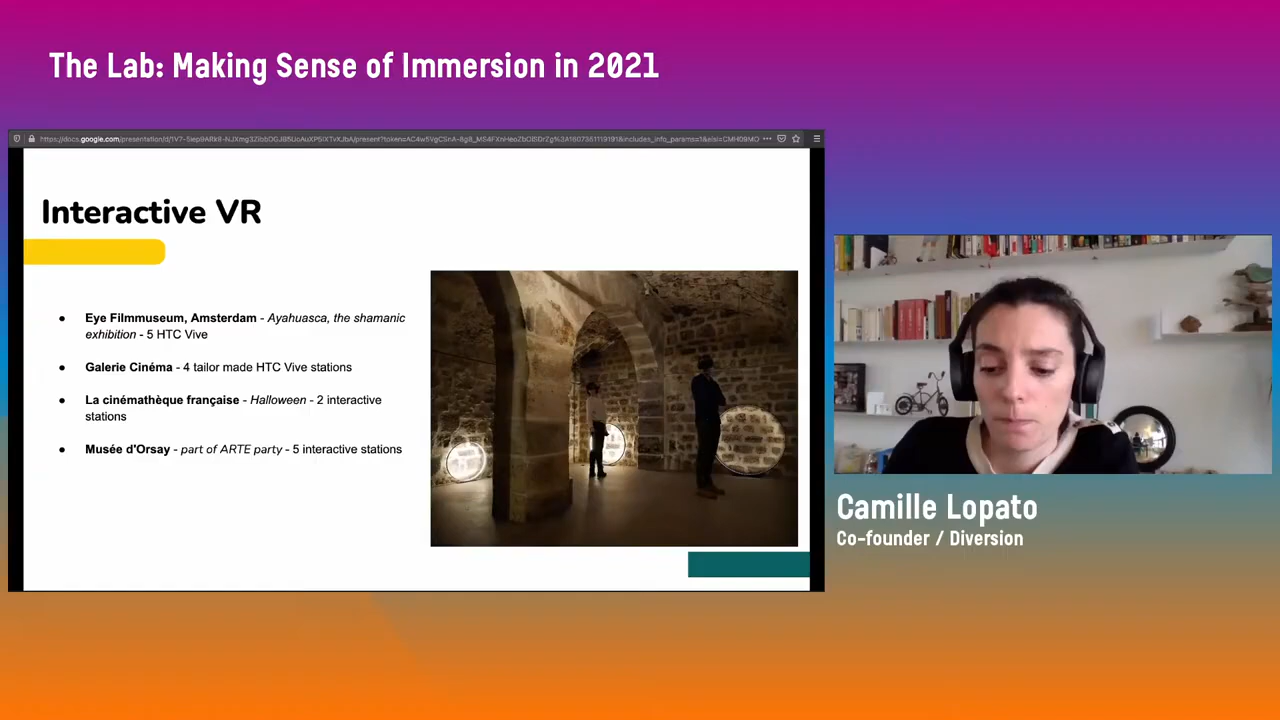 The Lab: Making Sense of Immersion in 2021
Interactive VR
● Eye Filmmuseum, Amsterdam - Ayahuasca, the shamanic
exhibition - 5 HTC Vive
● Galerie Cinéma - 4 tailor made HTC Vive stations
● La cinémathèque française - Halloween - 2 interactive
stations
● Musée d'Orsay - part of ARTE party - 5 interactive stations
Camille Lopato
Co-founder / Diversion